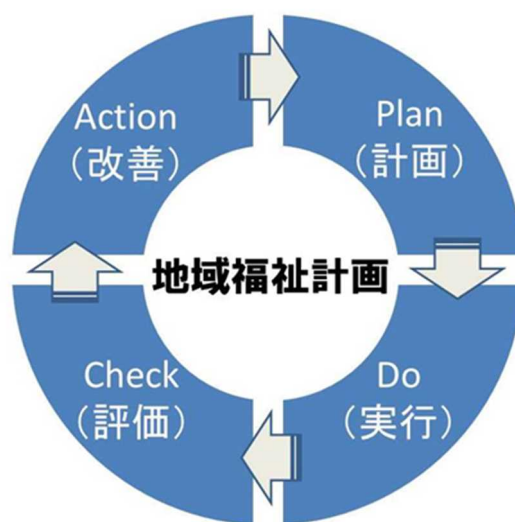 Plan
(計画)
Do
(実行)
Check
(評価)
Action
(改善)
地域福祉計画